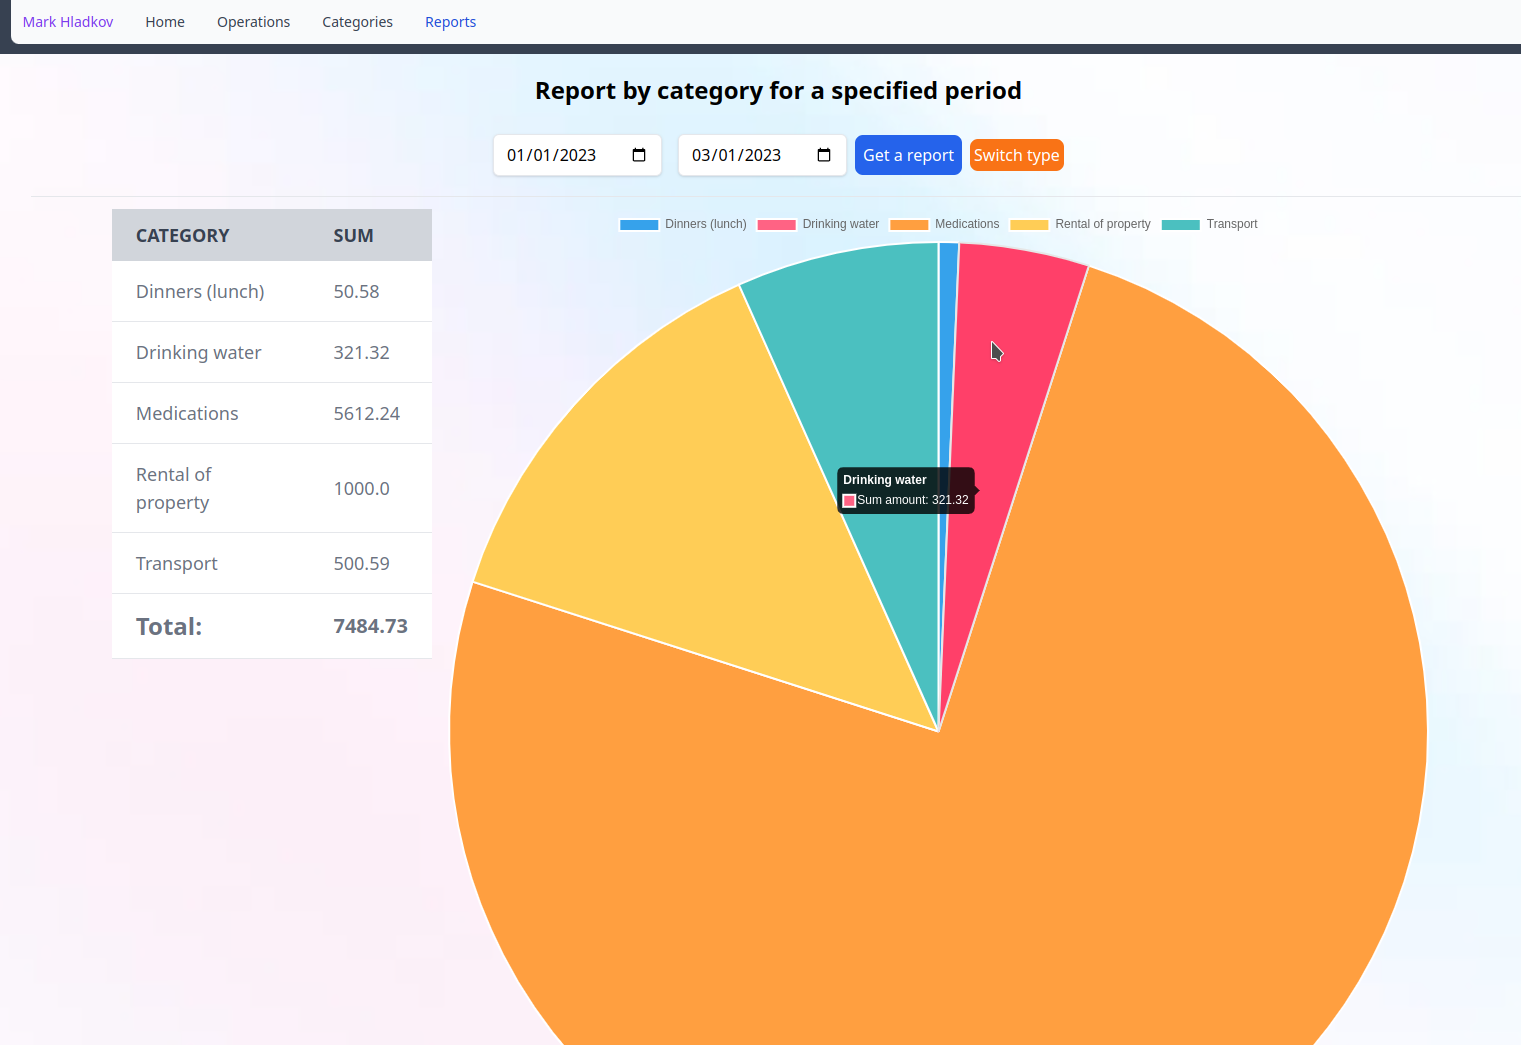 Mark Hladkov Home Operations Categories Reports
Report by category for a specified period
01/01/2023 03/01/2023 Get a report Switch type
CATEGORY SUM
Dinners (lunch) 50.58
Drinking water 321.32
Medications 5612.24
Rental of
property
1000.0
Transport 500.59
Total: 7484.73
Dinners (lunch) Drinking water Medications Rental of property Transport
Drinking water
Sum amount: 321.32